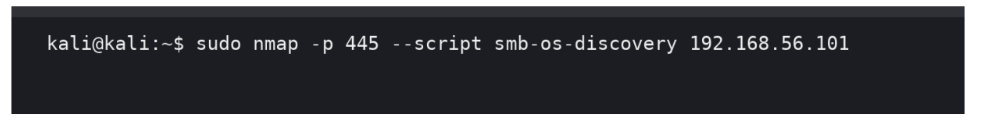 kali@kali:~$ sudo nmap -p 445 --script smb-os-discovery 192.168.56.101